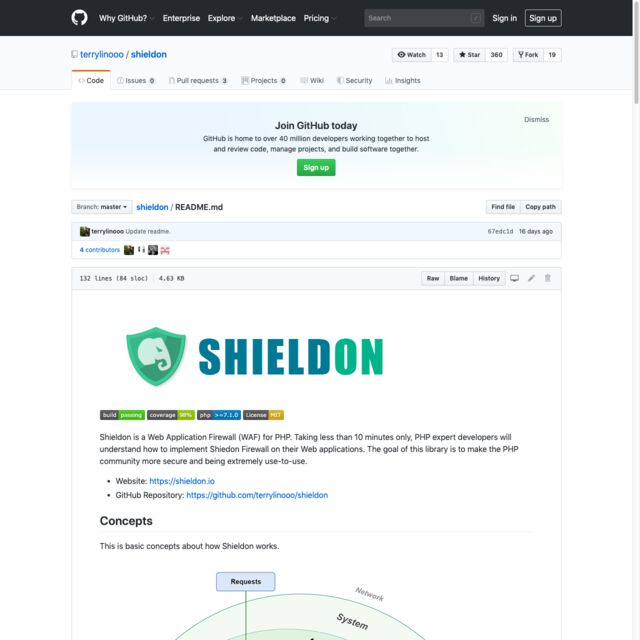 Why GitHub? Enterprise Explore Marketplace Pricing Search / Sign in Sign up
terrylinooo / shieldon Watch 13 Star 360 Fork 19
Code Issues 0 Pull requests 3 Projects 0 Wiki Security Insights
Dismiss
Join GitHub today
GitHub is home to over 40 million developers working together to host
and review code, manage projects, and build software together.
Sign up
Branch: master shieldon / README.md Find file Copy path
terrylinooo Update readme. 67edc1d 16 days ago
4 contributors
132 lines (84 sloc) 4.63 KB Raw Blame History
SHIELDON
build passing coverage 98% php >=7.1.0 License MIT
Shieldon is a Web Application Firewall (WAF) for PHP. Taking less than 10 minutes only, PHP expert developers will
understand how to implement Shiedon Firewall on their Web applications. The goal of this library is to make the PHP
community more secure and being extremely use-to-use.
• Website: https://shieldon.io
• GitHub Repository: https://github.com/terrylinooo/shieldon
Concepts
This is basic concepts about how Shieldon works.
Requests
Network
System